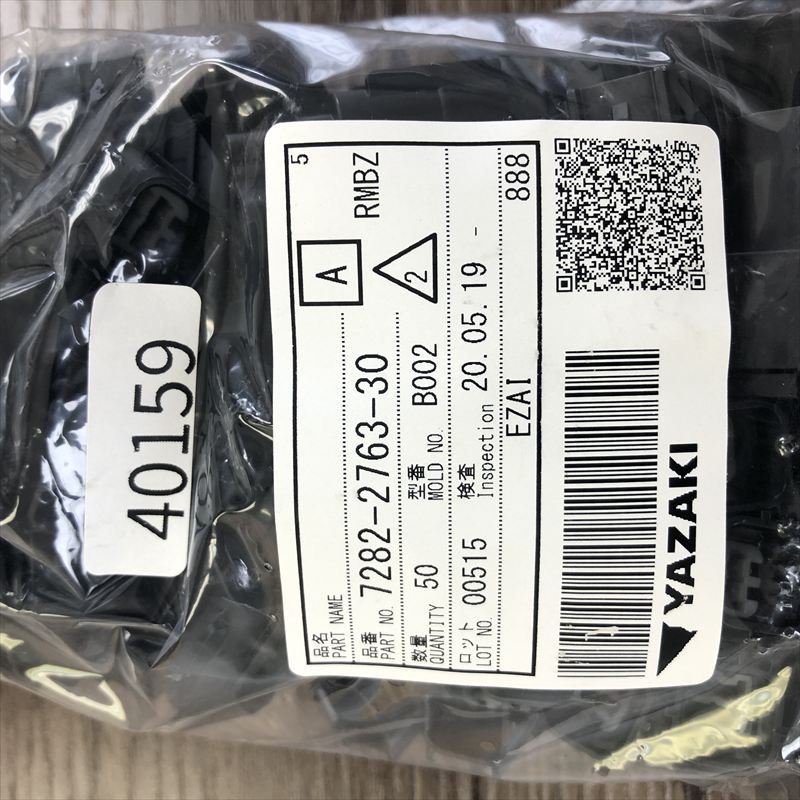 40159
5
品名
PART NAME
A
品番
PART NO. 7282-2763-30
2
RMBZ
数量
QUANTITY 50
型番
MOLD NO. B002
ロット
LOT NO. 00515
検査
Inspection 20.05.19 -
EZAI
888
YAZAKI